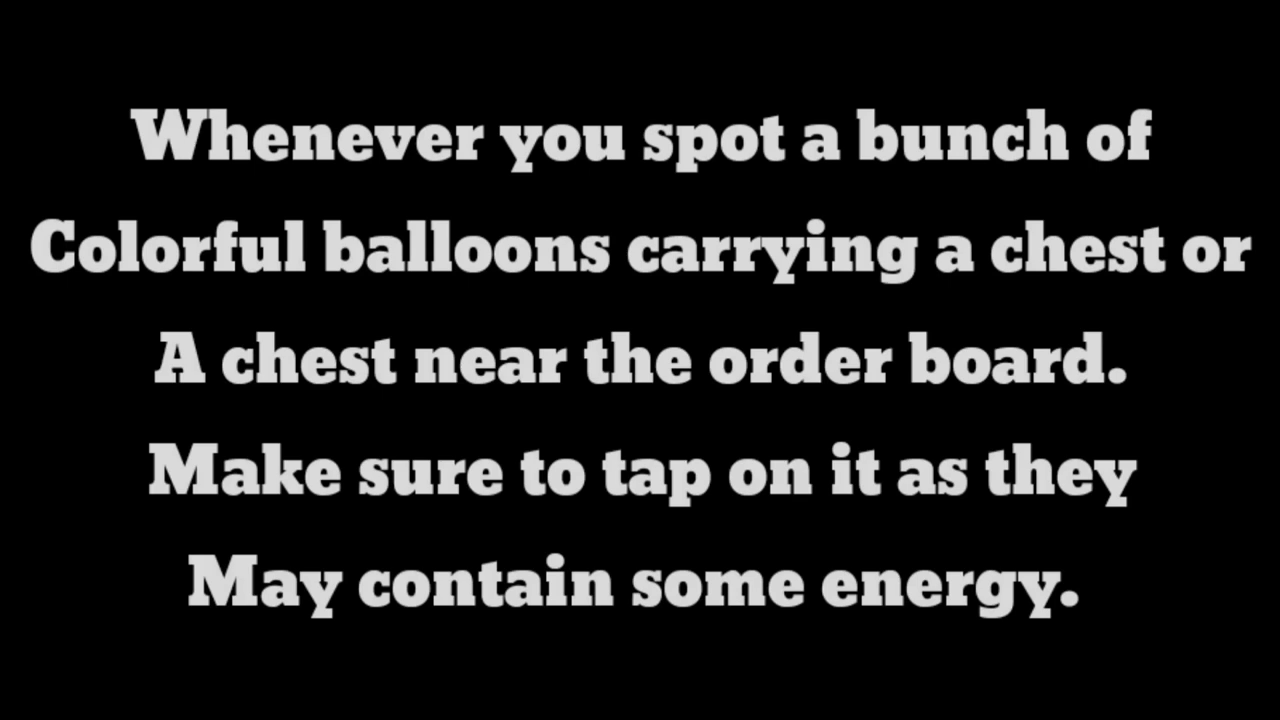 Whenever you spot a bunch of
Colorful balloons carrying a chest or
A chest near the order board.
Make sure to tap on it as they
May contain some energy.